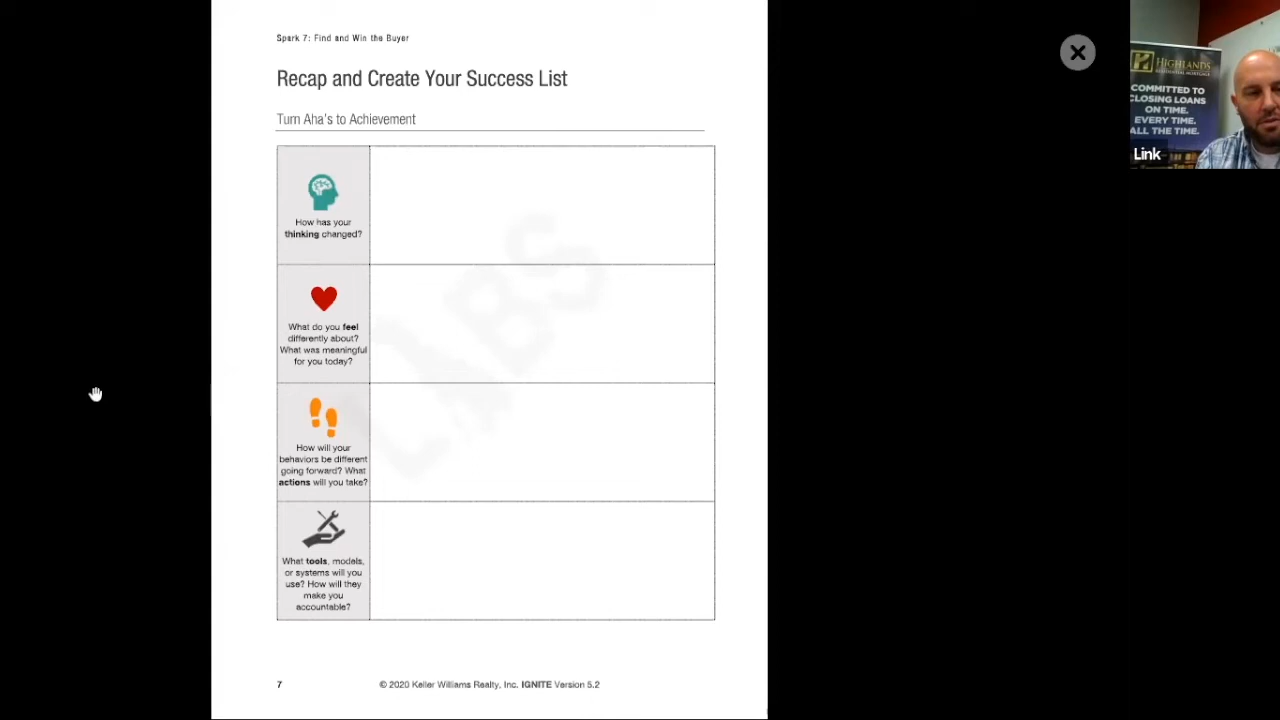 Spark 7: Find and Win the Buyer
Recap and Create Your Success List
Turn Aha's to Achievement
How has your
thinking changed?
What do you feel
differently about?
What was meaningful
for you today?
How will your
behaviors be different
going forward? What
actions will you take?
What tools, models,
or systems will you
use? How will they
make you
accountable?
LABS
7
© 2020 Keller Williams Realty, Inc. IGNITE Version 5.2
HIGHLANDS
RESIDENTIAL MORTGAGE
COMMITTED TO
CLOSING LOANS
ON TIME.
EVERY TIME.
ALL THE TIME.
Link